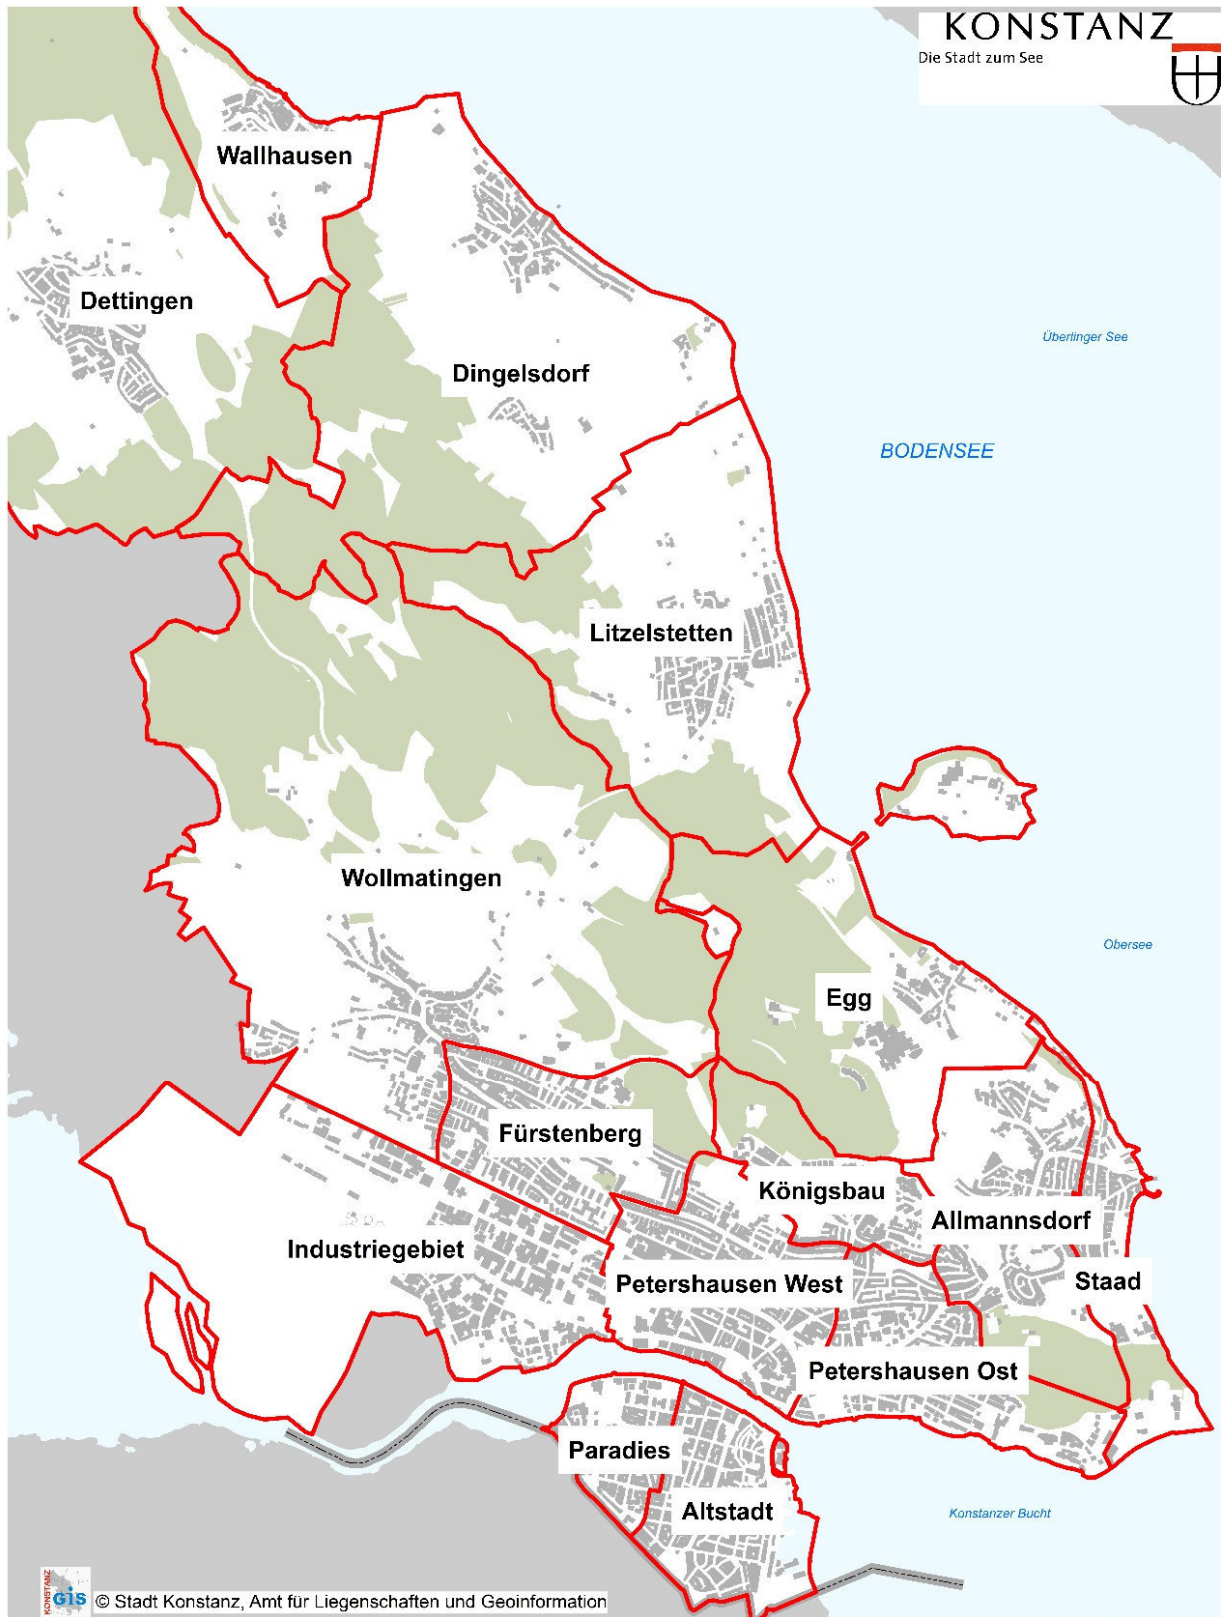 KONSTANZ
Die Stadt zum See
Wallhausen
Dettingen
Überlinger See
Dingelsdorf
BODENSEE
Litzelstetten
Wollmatingen
Obersee
Egg
Fürstenberg
Königsbau
Allmannsdorf
Industriegebiet
Petershausen West
Staad
Petershausen Ost
Paradies
Altstadt
Konstanzer Bucht
KONSTANZ
GIS
© Stadt Konstanz, Amt für Liegenschaften und Geoinformation